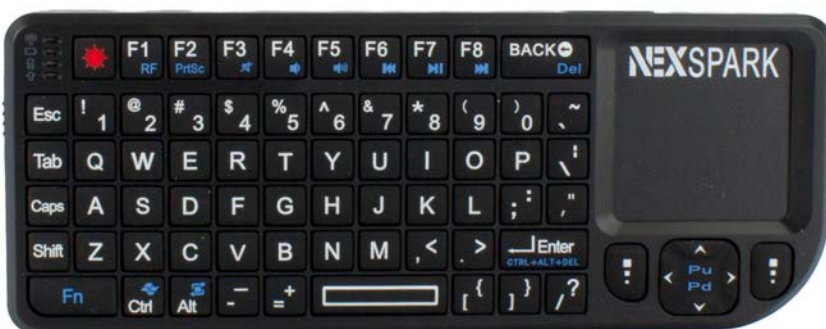 F1 RF F2 PrtSc F3 F4 F5 F6 F7 F8 BACK Del
NEXSPARK
Esc ! 1 @ 2 # 3 $ 4 % 5 ^ 6 & 7 * 8 ( 9 ) 0 ~ `
Tab Q W E R T Y U I O P \ ¦
Caps A S D F G H J K L ; : , "
Shift Z X C V B N M , < . > Enter CTRL+ALT+DEL
Pu
Pd
Fn Ctrl Alt - _ = + [ { ] } / ?